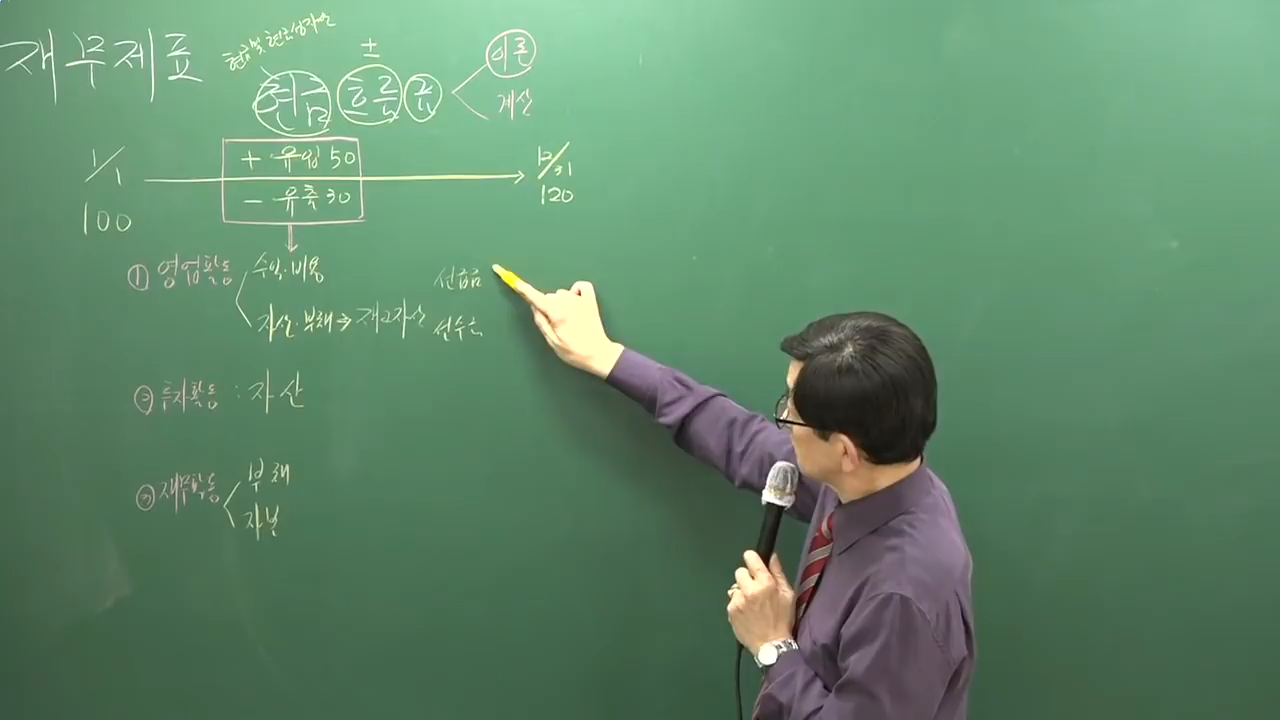 재무제표
현금및 현금성자산
±
현금 흐름표
이론
계산
1/1
+ 유입 50
12/31
100
- 유출 30
120
① 영업활동
수익·비용
선급금
자산·부채 → 재고자산
선수금
② 투자활동 : 자산
③ 재무활동
부채
자본